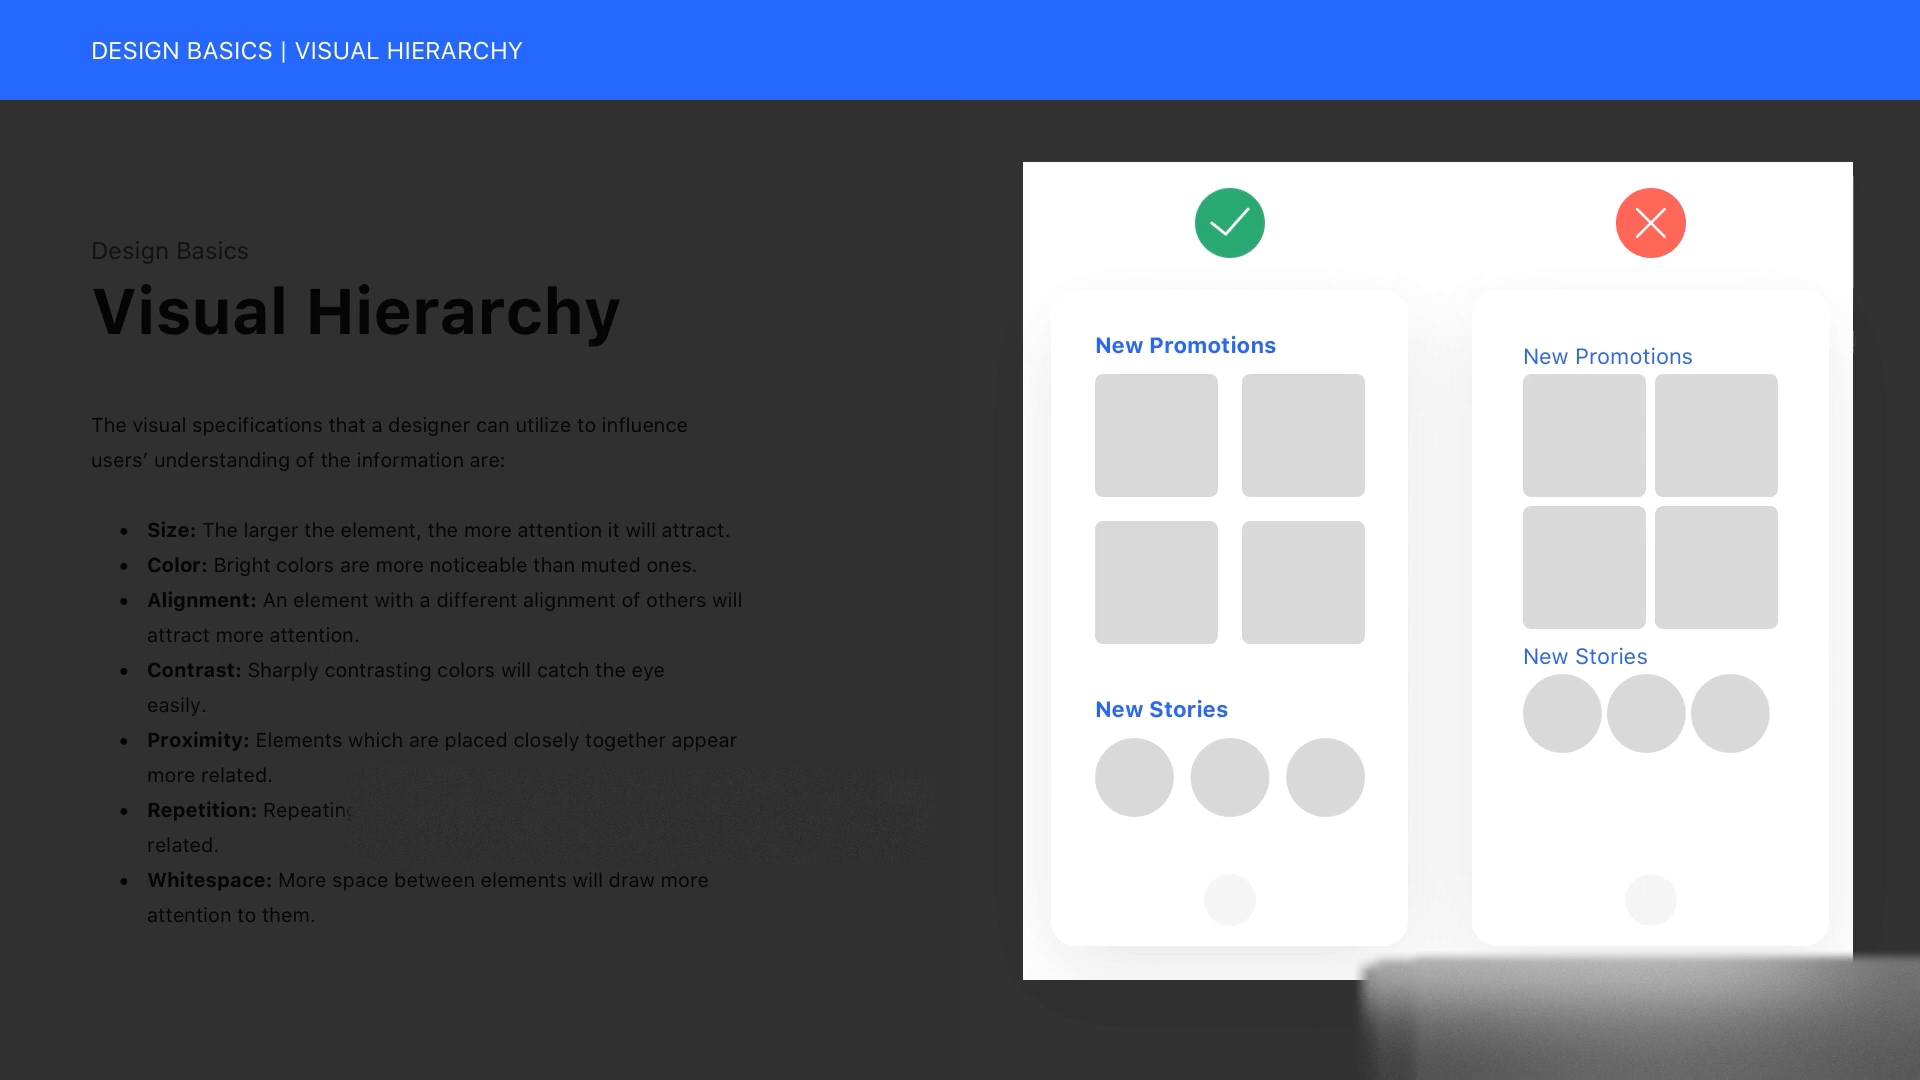 DESIGN BASICS | VISUAL HIERARCHY
Design Basics
Visual Hierarchy
The visual specifications that a designer can utilize to influence
users’ understanding of the information are:
• Size: The larger the element, the more attention it will attract.
• Color: Bright colors are more noticeable than muted ones.
• Alignment: An element with a different alignment of others will
attract more attention.
• Contrast: Sharply contrasting colors will catch the eye
easily.
• Proximity: Elements which are placed closely together appear
more related.
• Repetition:
related.
• Whitespace: More space between elements will draw more
attention to them.
New Promotions
New Stories
New Promotions
New Stories